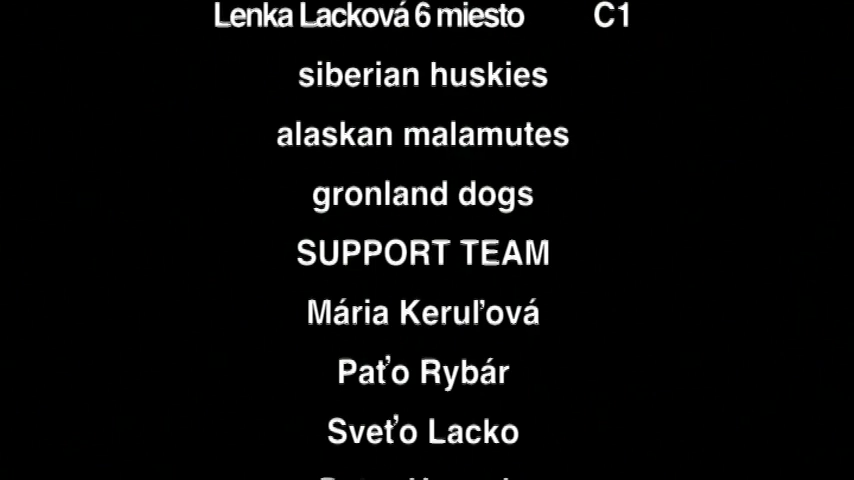 Lenka Lacková 6 miesto C1
siberian huskies
alaskan malamutes
gronland dogs
SUPPORT TEAM
Mária Keruľová
Paťo Rybár
Sveťo Lacko